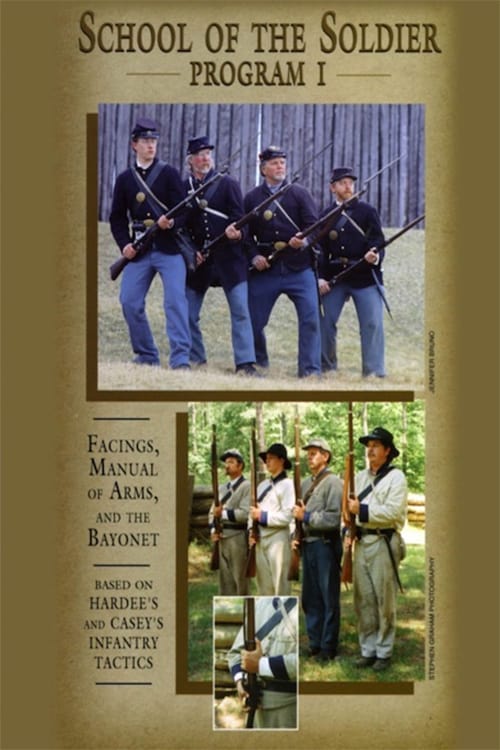 SCHOOL OF THE SOLDIER
PROGRAM I
JENNIFER BRUNO
FACINGS,
MANUAL
OF ARMS,
AND THE
BAYONET
BASED ON
HARDEE'S
AND CASEY'S
INFANTRY
TACTICS
STEPHEN GRAHAM PHOTOGRAPHY